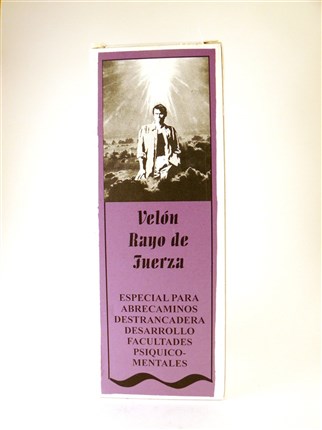 Velón
Rayo de
Fuerza
ESPECIAL PARA
ABRECAMINOS
DESTRANCADERA
DESARROLLO
FACULTADES
PSIQUICO-
MENTALES